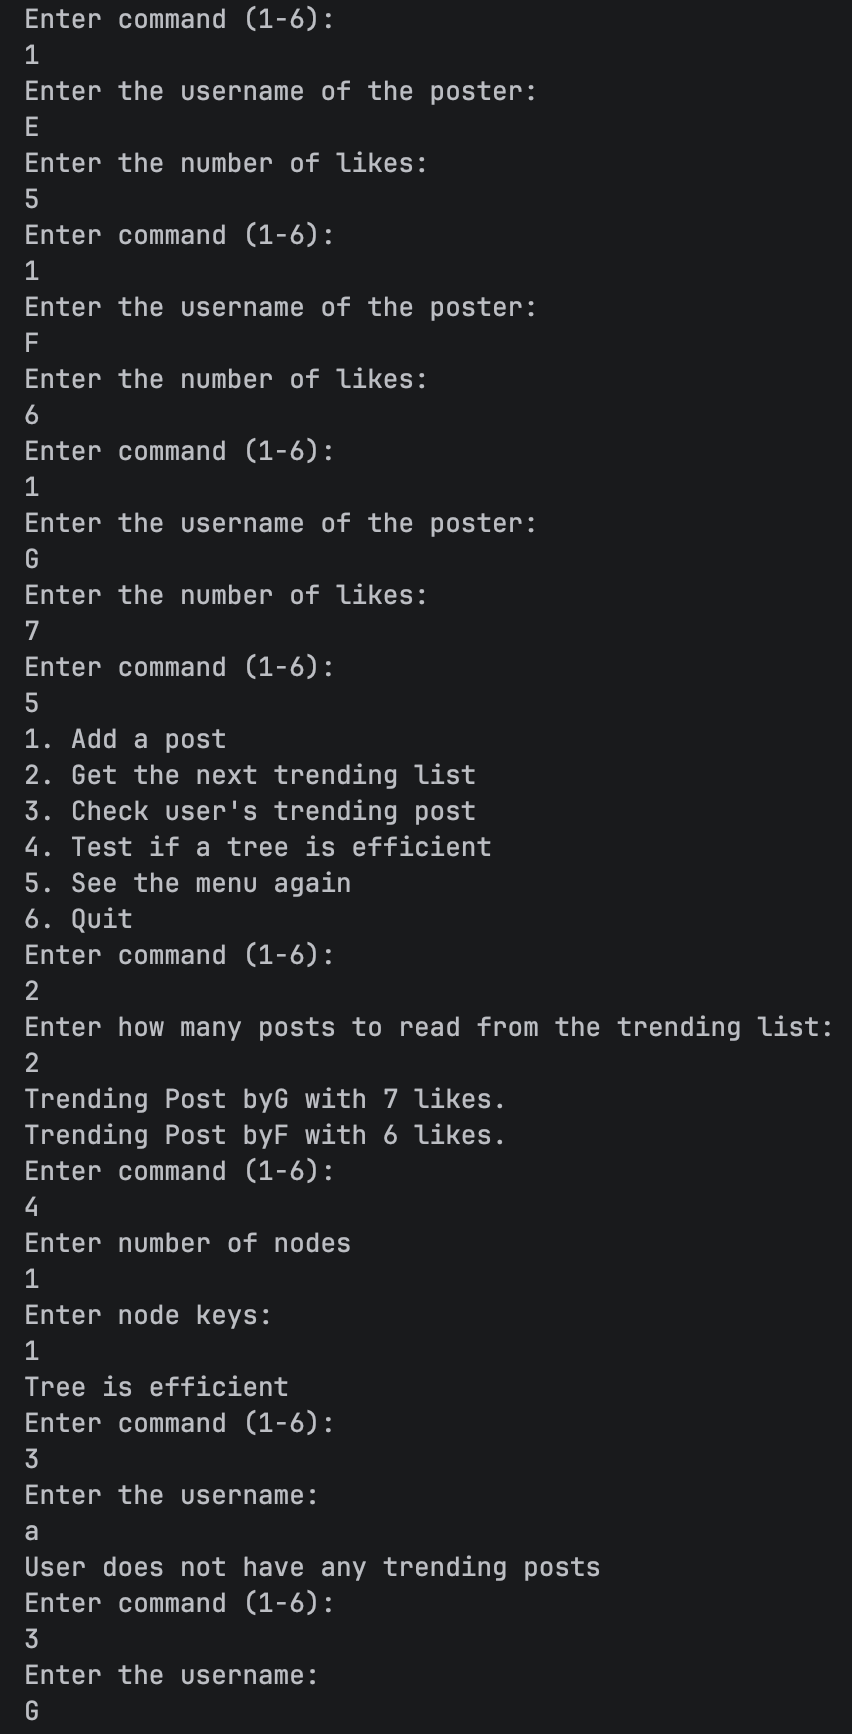 Enter command (1-6):
1
Enter the username of the poster:
E
Enter the number of likes:
5
Enter command (1-6):
1
Enter the username of the poster:
F
Enter the number of likes:
6
Enter command (1-6):
1
Enter the username of the poster:
G
Enter the number of likes:
7
Enter command (1-6):
5
1. Add a post
2. Get the next trending list
3. Check user's trending post
4. Test if a tree is efficient
5. See the menu again
6. Quit
Enter command (1-6):
2
Enter how many posts to read from the trending list:
2
Trending Post byG with 7 likes.
Trending Post byF with 6 likes.
Enter command (1-6):
4
Enter number of nodes
1
Enter node keys:
1
Tree is efficient
Enter command (1-6):
3
Enter the username:
a
User does not have any trending posts
Enter command (1-6):
3
Enter the username:
G